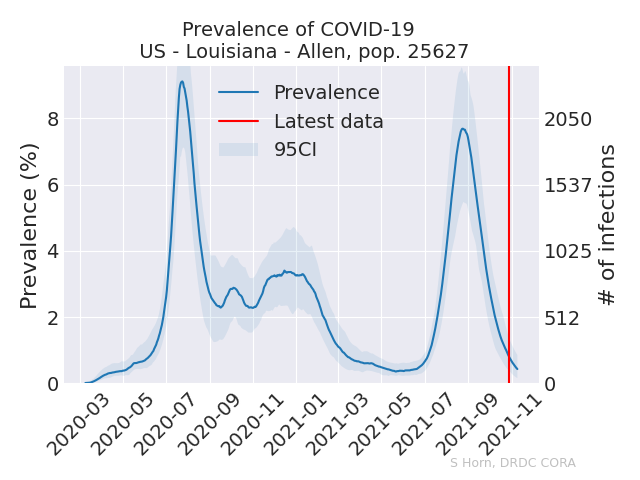 Prevalence of COVID-19
US - Louisiana - Allen, pop. 25627
Prevalence
Latest data
95CI
Prevalence (%)
8
6
4
2
0
2050
1537
1025
512
0
# of infections
2020-03
2020-05
2020-07
2020-09
2020-11
2021-01
2021-03
2021-05
2021-07
2021-09
2021-11
S Horn, DRDC CORA